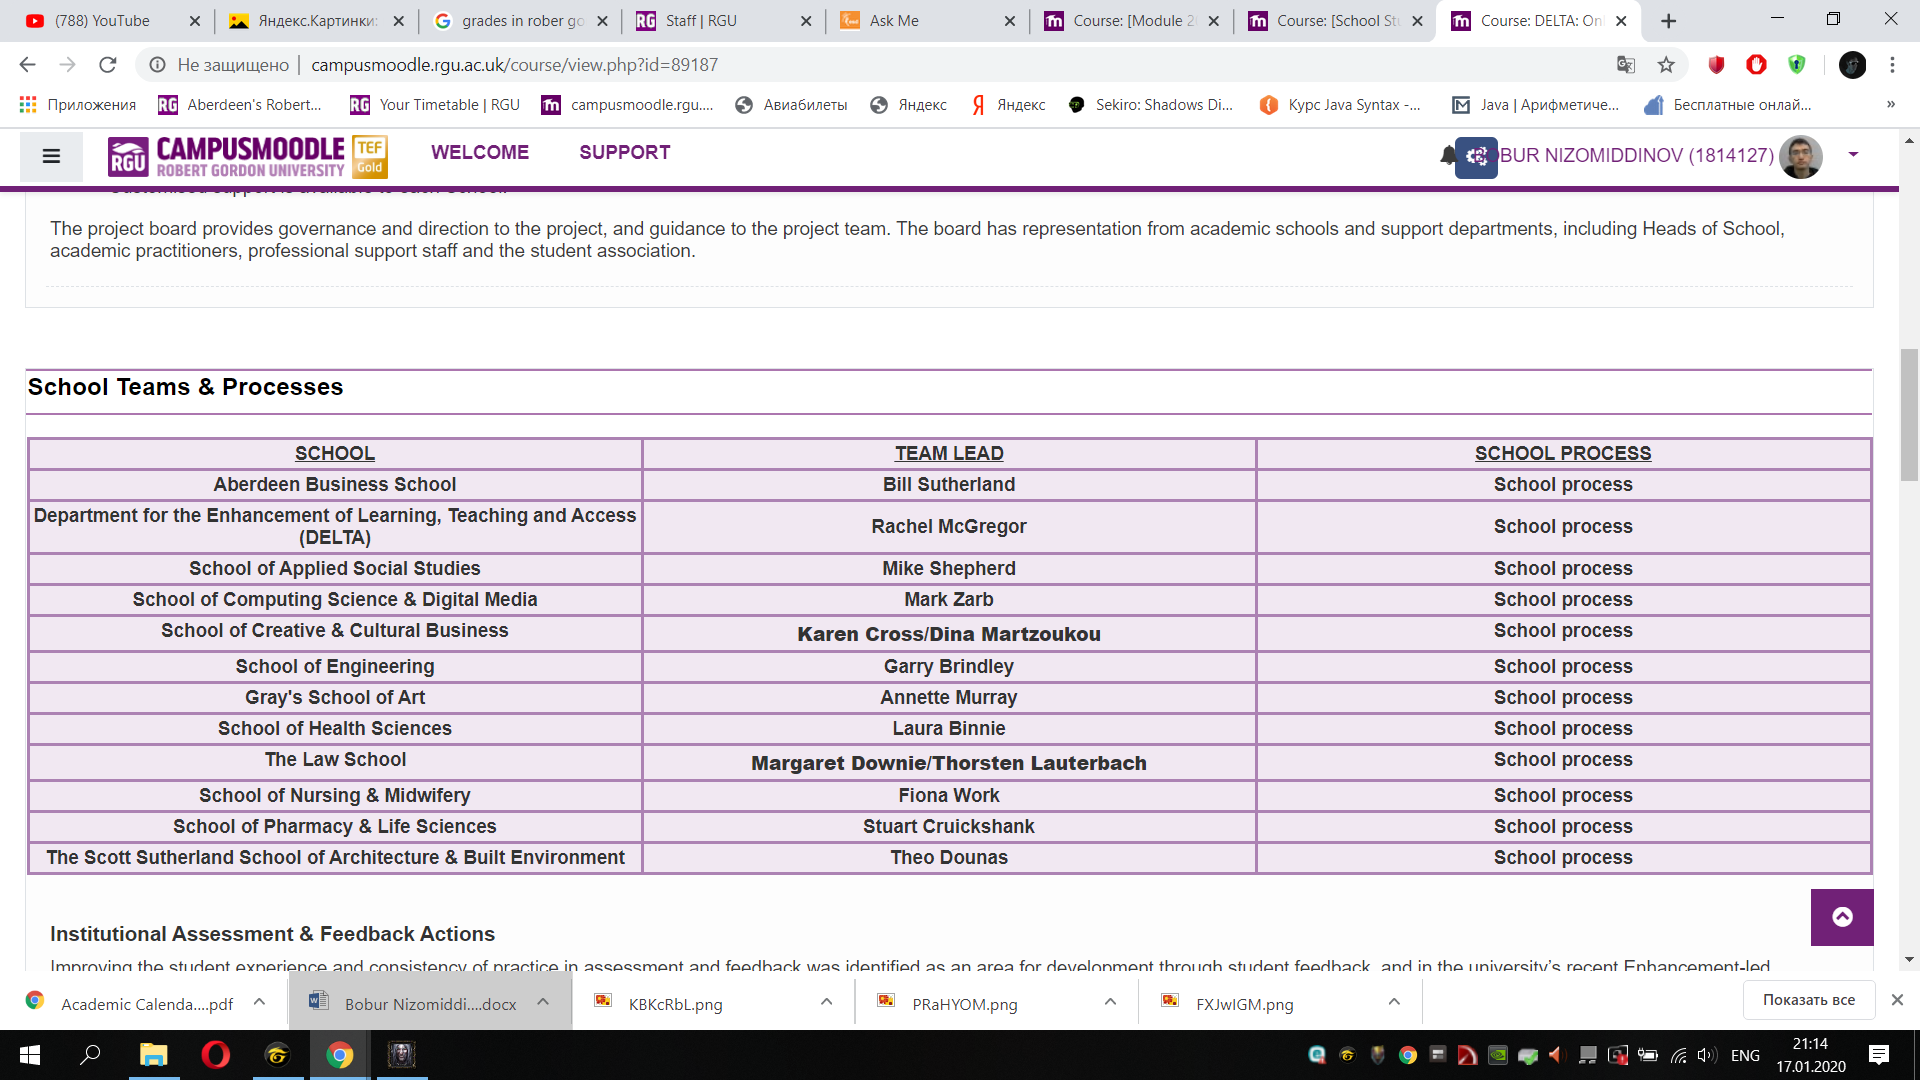 (788) YouTube
Яндекс.Картинки:
grades in rober go
Staff | RGU
Ask Me
Course: [Module 2
Course: [School St
Course: DELTA: Onl
Не защищено
campusmoodle.rgu.ac.uk/course/view.php?id=89187
Приложения
Aberdeen's Robert...
Your Timetable | RGU
campusmoodle.rgu....
Авиабилеты
Яндекс
Яндекс
Sekiro: Shadows Di...
Курс Java Syntax -...
Java | Арифметиче...
Бесплатные онлай...
»
RGU
CAMPUSMOODLE
ROBERT GORDON UNIVERSITY
TEF
Gold
WELCOME
SUPPORT
BOBUR NIZOMIDDINOV (1814127)
Customised support is available to each School.
The project board provides governance and direction to the project, and guidance to the project team. The board has representation from academic schools and support departments, including Heads of School,
academic practitioners, professional support staff and the student association.
School Teams & Processes
SCHOOL TEAM LEAD SCHOOL PROCESS
Aberdeen Business School Bill Sutherland School process
Department for the Enhancement of Learning, Teaching and Access
(DELTA) Rachel McGregor School process
School of Applied Social Studies Mike Shepherd School process
School of Computing Science & Digital Media Mark Zarb School process
School of Creative & Cultural Business Karen Cross/Dina Martzoukou School process
School of Engineering Garry Brindley School process
Gray's School of Art Annette Murray School process
School of Health Sciences Laura Binnie School process
The Law School Margaret Downie/Thorsten Lauterbach School process
School of Nursing & Midwifery Fiona Work School process
School of Pharmacy & Life Sciences Stuart Cruickshank School process
The Scott Sutherland School of Architecture & Built Environment Theo Dounas School process
Institutional Assessment & Feedback Actions
Improving the student experience and consistency of practice in assessment and feedback was identified as an area for development through student feedback, and in the university's recent Enhancement-led
Academic Calenda....pdf
Bobur Nizomiddi....docx
KBKcRbL.png
PRaHYOM.png
FXJwIGM.png
Показать все
ENG
21:14
17.01.2020